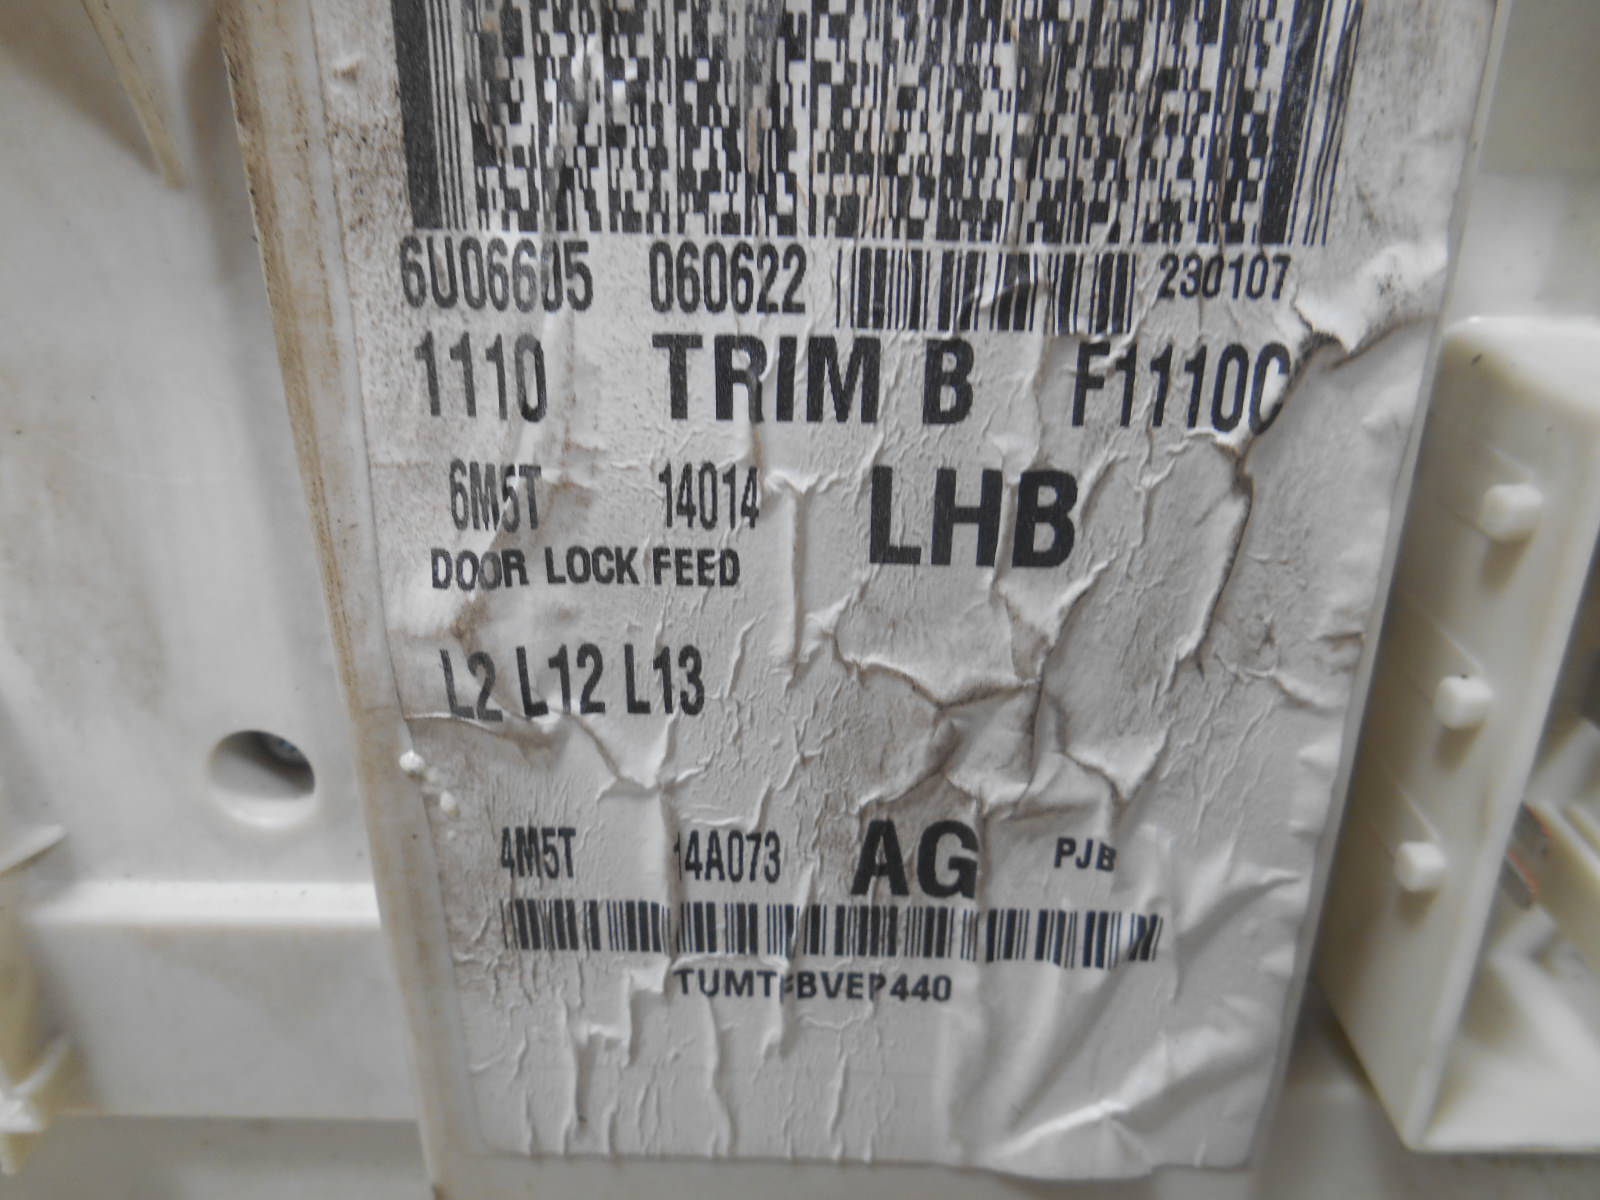 6U06605 060622 230107
1110 TRIM B F1110C
6M5T 14014 LHB
DOOR LOCK FEED
L2 L12 L13
4M5T 14A073 AG PJB